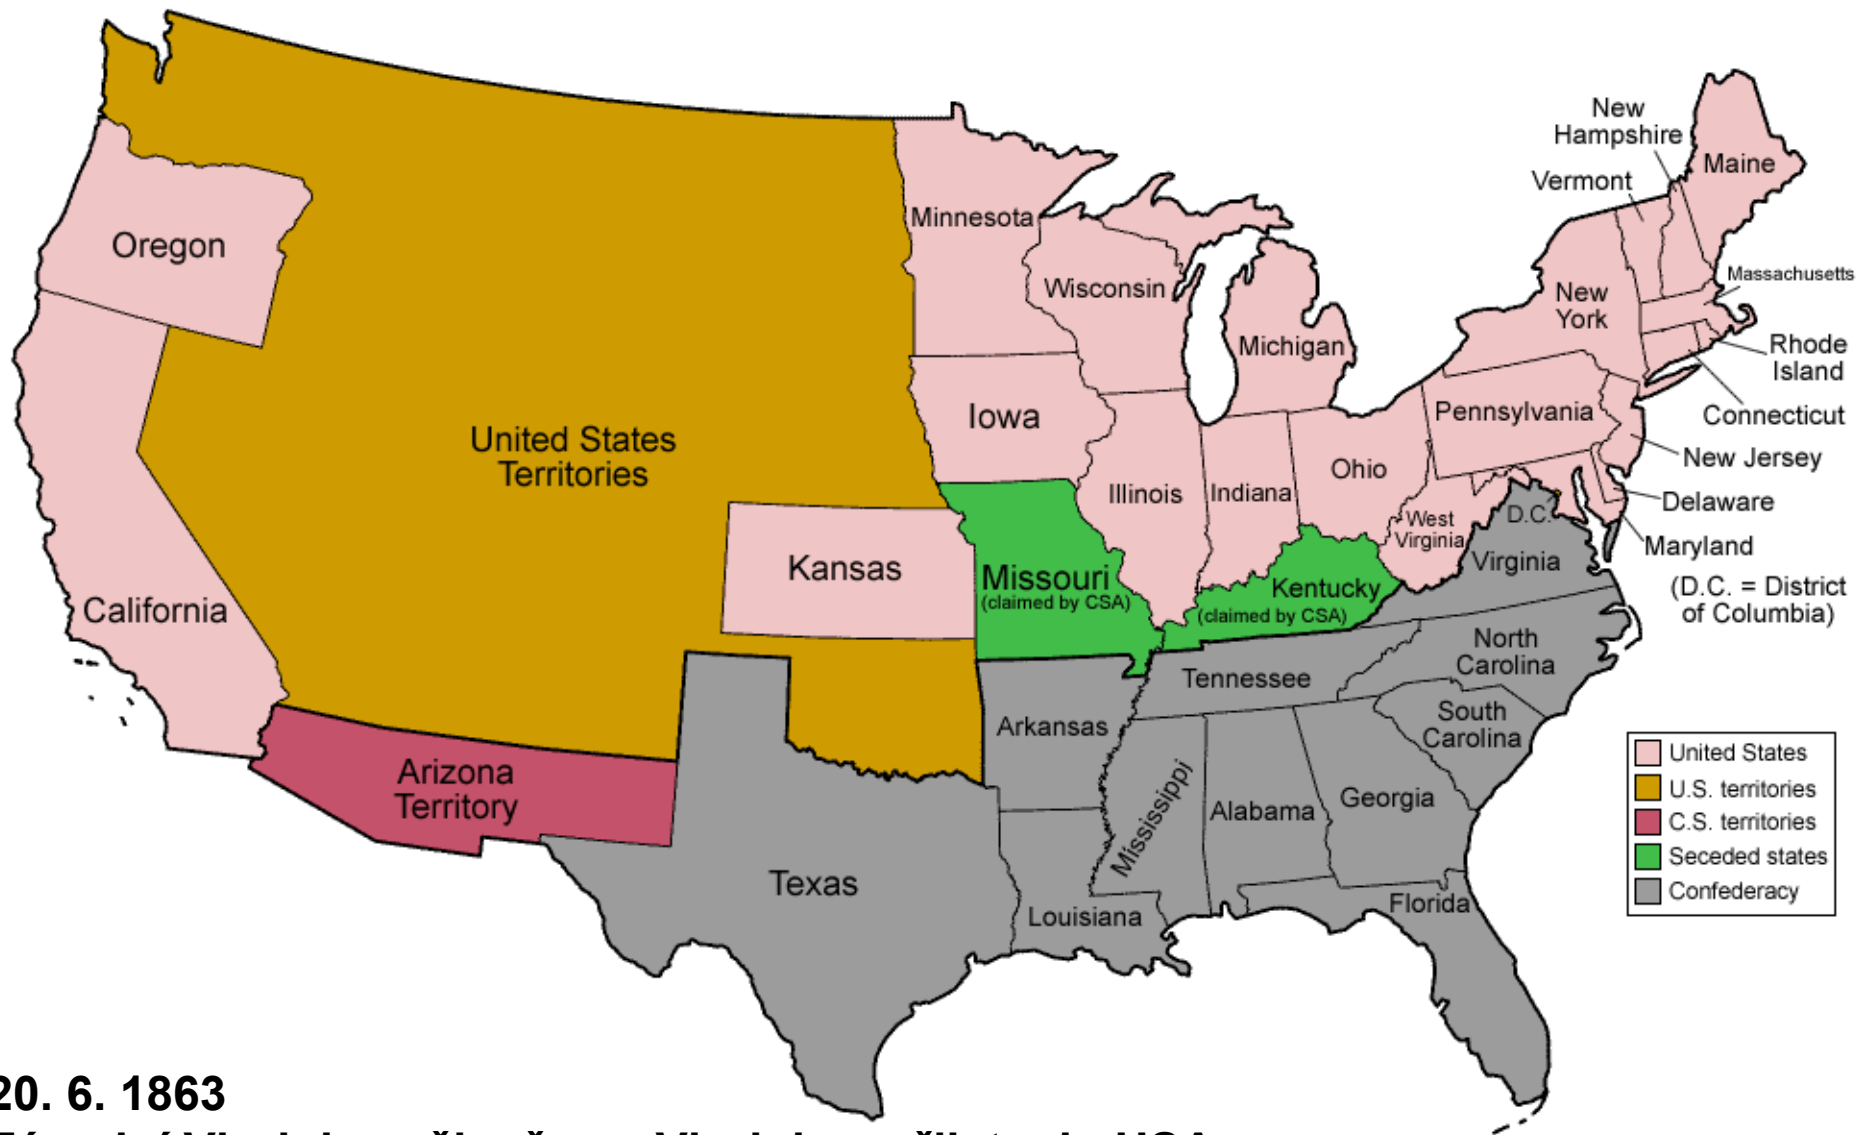 New
Hampshire
Maine
Vermont
Minnesota
Oregon
Massachusetts
Wisconsin
New
York
Michigan
Rhode
Island
Iowa
Pennsylvania
Connecticut
United States
Territories
New Jersey
Ohio
Illinois
Indiana
Delaware
D.C.
West
Virginia
Maryland
Virginia
Kansas
Missouri
(claimed by CSA)
Kentucky
(claimed by CSA)
(D.C. = District
of Columbia)
California
North
Carolina
Tennessee
South
Carolina
Arkansas
Arizona
Territory
Mississippi
Alabama
Georgia
Texas
Louisiana
Florida
United States
U.S. territories
C.S. territories
Seceded states
Confederacy
20. 6. 1863